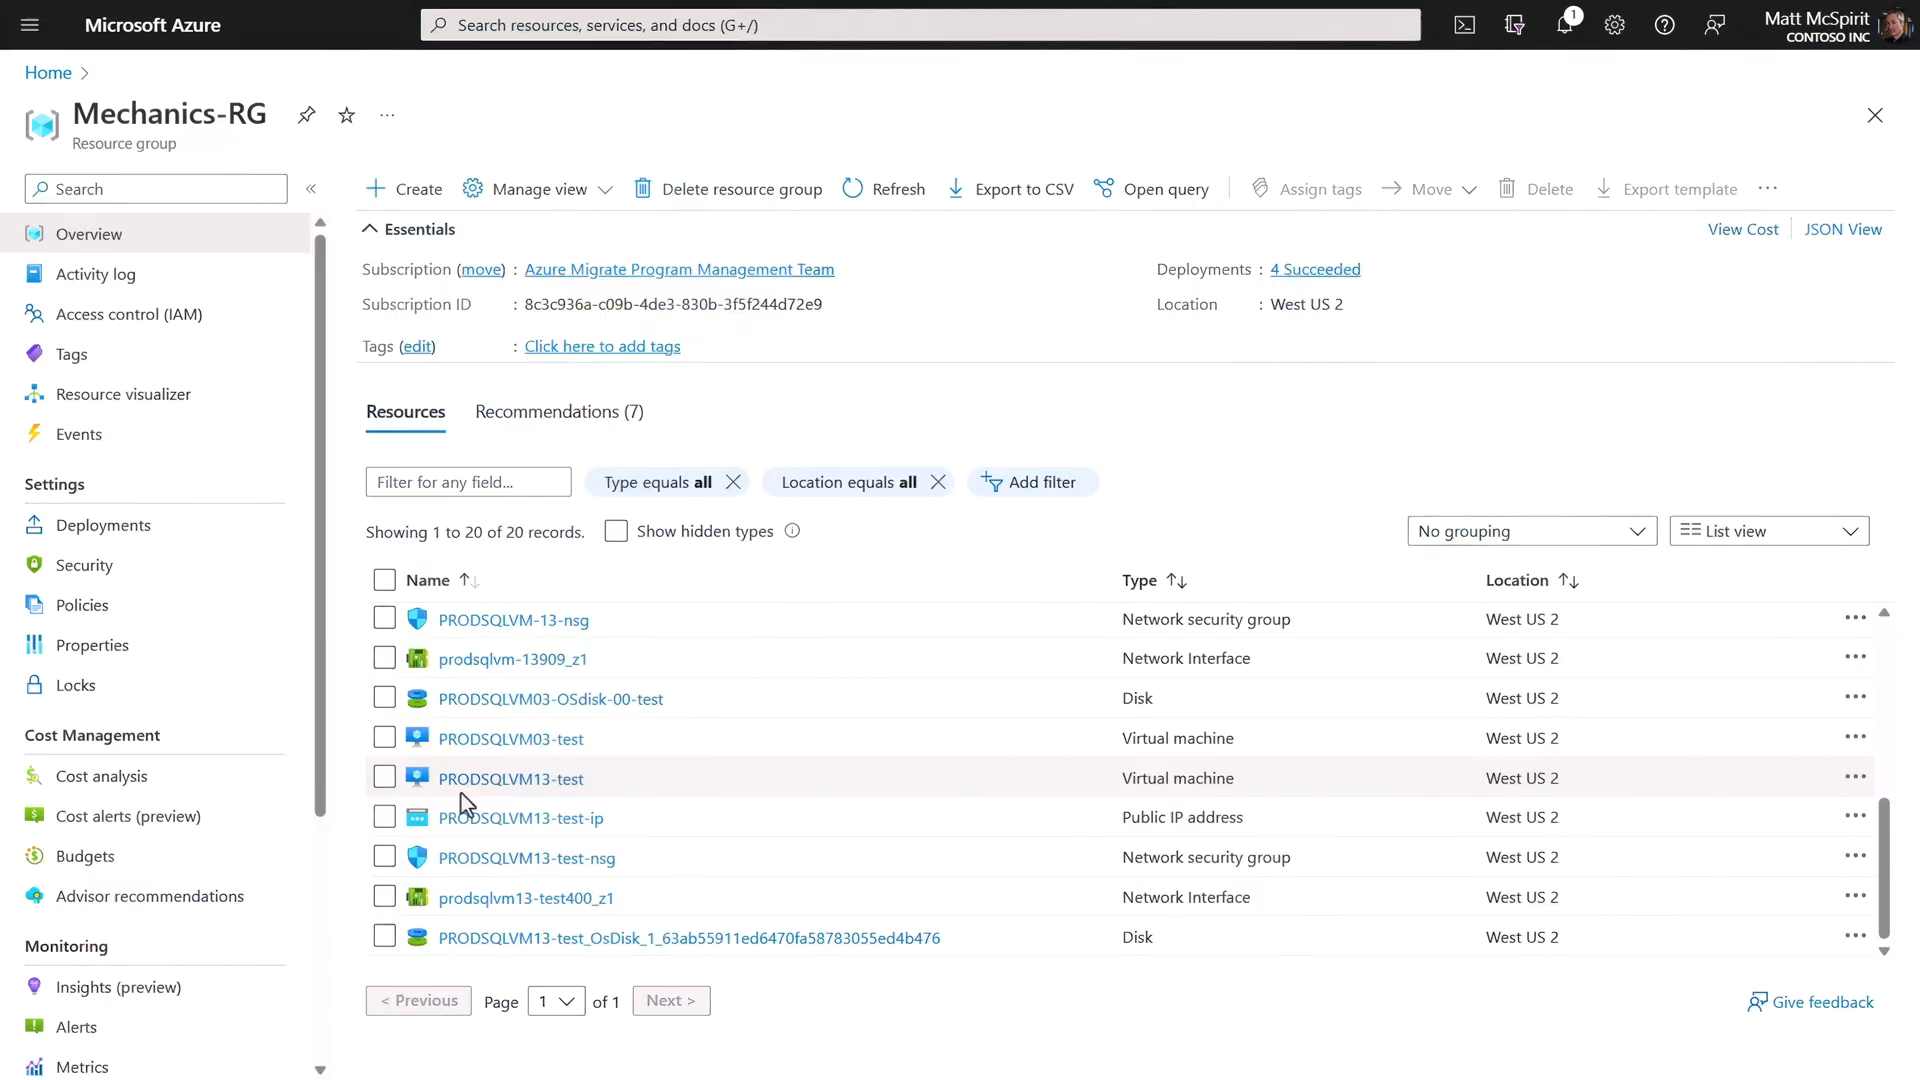 Microsoft Azure
Search resources, services, and docs (G+/)
1
Matt McSpirit
CONTOSO INC
Home
Mechanics-RG
Resource group
Search
Create
Manage view
Delete resource group
Refresh
Export to CSV
Open query
Assign tags
Move
Delete
Export template
Overview
Activity log
Access control (IAM)
Tags
Resource visualizer
Events
Settings
Deployments
Security
Policies
Properties
Locks
Cost Management
Cost analysis
Cost alerts (preview)
Budgets
Advisor recommendations
Monitoring
Insights (preview)
Alerts
Metrics
Essentials
View Cost
JSON View
Subscription (move) : Azure Migrate Program Management Team
Deployments : 4 Succeeded
Subscription ID : 8c3c936a-c09b-4de3-830b-3f5f244d72e9
Location : West US 2
Tags (edit) : Click here to add tags
Resources
Recommendations (7)
Filter for any field...
Type equals all
Location equals all
Add filter
Showing 1 to 20 of 20 records.
Show hidden types
No grouping
List view
Name Type Location
PRODSQLVM-13-nsg Network security group West US 2
prodsqlvm-13909_z1 Network Interface West US 2
PRODSQLVM03-OSdisk-00-test Disk West US 2
PRODSQLVM03-test Virtual machine West US 2
PRODSQLVM13-test Virtual machine West US 2
PRODSQLVM13-test-ip Public IP address West US 2
PRODSQLVM13-test-nsg Network security group West US 2
prodsqlvm13-test400_z1 Network Interface West US 2
PRODSQLVM13-test_OsDisk_1_63ab55911ed6470fa58783055ed4b476 Disk West US 2
< Previous Page 1 of 1 Next >
Give feedback